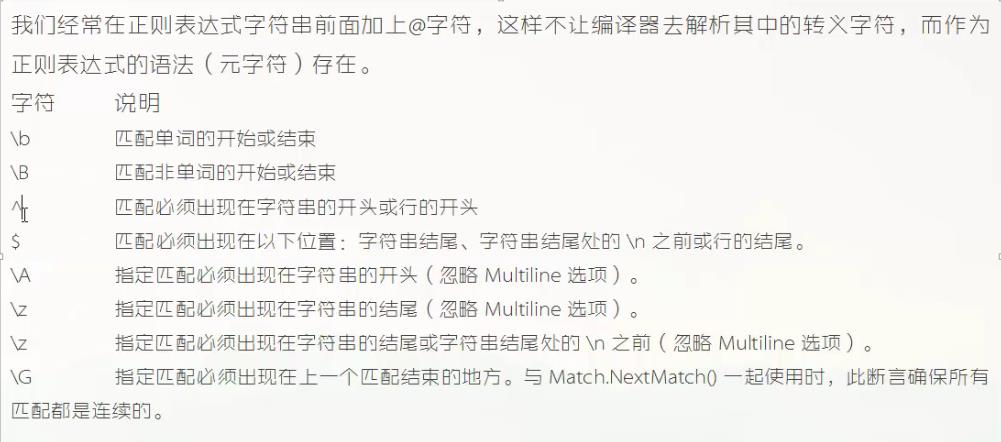 我们经常在正则表达式字符串前面加上@字符，这样不让编译器去解析其中的转义字符，而作为
正则表达式的语法（元字符）存在。
字符 说明
\b 匹配单词的开始或结束
\B 匹配非单词的开始或结束
^ 匹配必须出现在字符串的开头或行的开头
$ 匹配必须出现在以下位置：字符串结尾、字符串结尾处的 \n 之前或行的结尾。
\A 指定匹配必须出现在字符串的开头（忽略 Multiline 选项）。
\z 指定匹配必须出现在字符串的结尾（忽略 Multiline 选项）。
\z 指定匹配必须出现在字符串的结尾或字符串结尾处的 \n 之前（忽略 Multiline 选项）。
\G 指定匹配必须出现在上一个匹配结束的地方。与 Match.NextMatch() 一起使用时，此断言确保所有
匹配都是连续的。